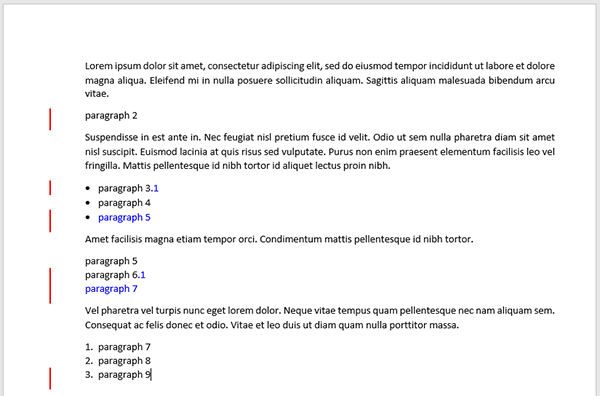 Lorem ipsum dolor sit amet, consectetur adipiscing elit, sed do eiusmod tempor incididunt ut labore et dolore
magna aliqua. Eleifend mi in nulla posuere sollicitudin aliquam. Sagittis aliquam malesuada bibendum arcu
vitae.
paragraph 2
Suspendisse in est ante in. Nec feugiat nisl pretium fusce id velit. Odio ut sem nulla pharetra diam sit amet
nisl suscipit. Euismod lacinia at quis risus sed vulputate. Purus non enim praesent elementum facilisis leo vel
fringilla. Mattis pellentesque id nibh tortor id aliquet lectus proin nibh.
• paragraph 3.1
• paragraph 4
• paragraph 5
Amet facilisis magna etiam tempor orci. Condimentum mattis pellentesque id nibh tortor.
paragraph 5
paragraph 6.1
paragraph 7
Vel pharetra vel turpis nunc eget lorem dolor. Neque vitae tempus quam pellentesque nec nam aliquam sem.
Consequat ac felis donec et odio. Vitae et leo duis ut diam quam nulla porttitor massa.
1. paragraph 7
2. paragraph 8
3. paragraph 9